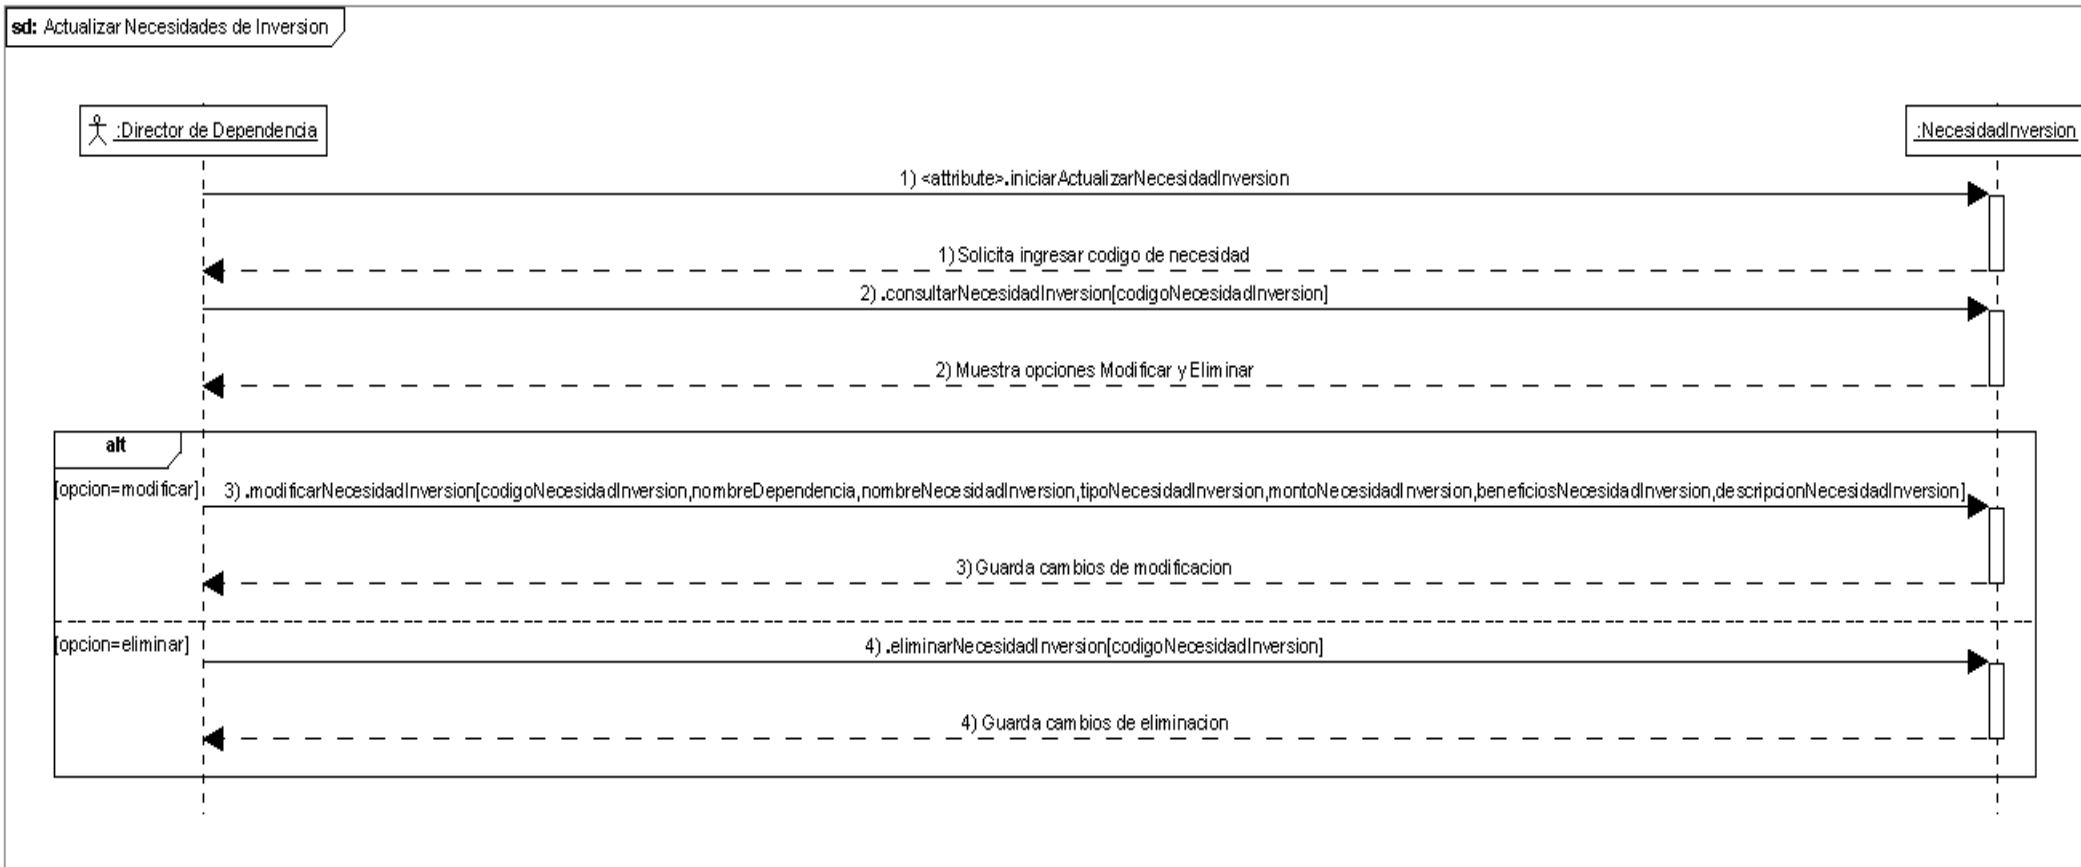 sd: Actualizar Necesidades de Inversion
:Director de Dependencia
:NecesidadInversion
1) <attribute>.iniciarActualizarNecesidadInversion
1) Solicita ingresar codigo de necesidad
2) .consultarNecesidadInversion[codigoNecesidadInversion]
2) Muestra opciones Modificar y Eliminar
alt
[opcion=modificar]
3) .modificarNecesidadInversion[codigoNecesidadInversion,nombreDependencia,nombreNecesidadInversion,tipoNecesidadInversion,montoNecesidadInversion,beneficiosNecesidadInversion,descripcionNecesidadInversion]
3) Guarda cambios de modificacion
[opcion=eliminar]
4) .eliminarNecesidadInversion[codigoNecesidadInversion]
4) Guarda cambios de eliminacion